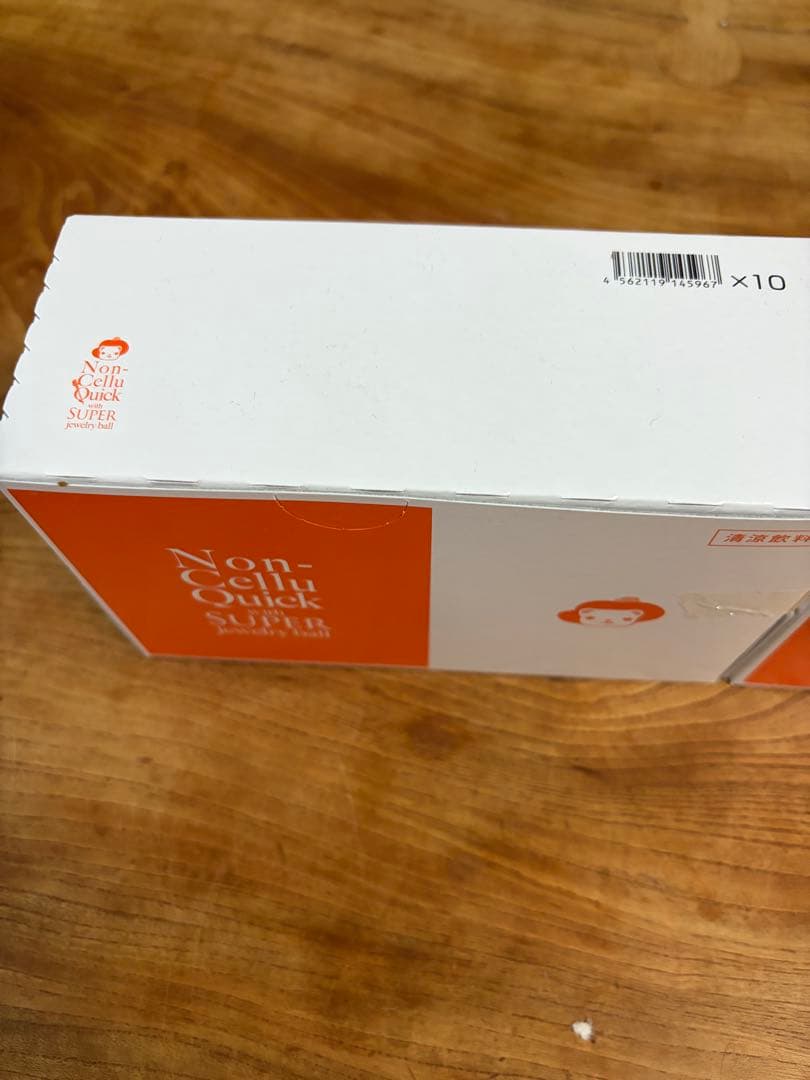 4 562119 145967
×10
Non-
Cellu
Quick
with
SUPER
jewelry ball
清涼飲料
Non-
Cellu
Quick
with
SUPER
jewelry ball